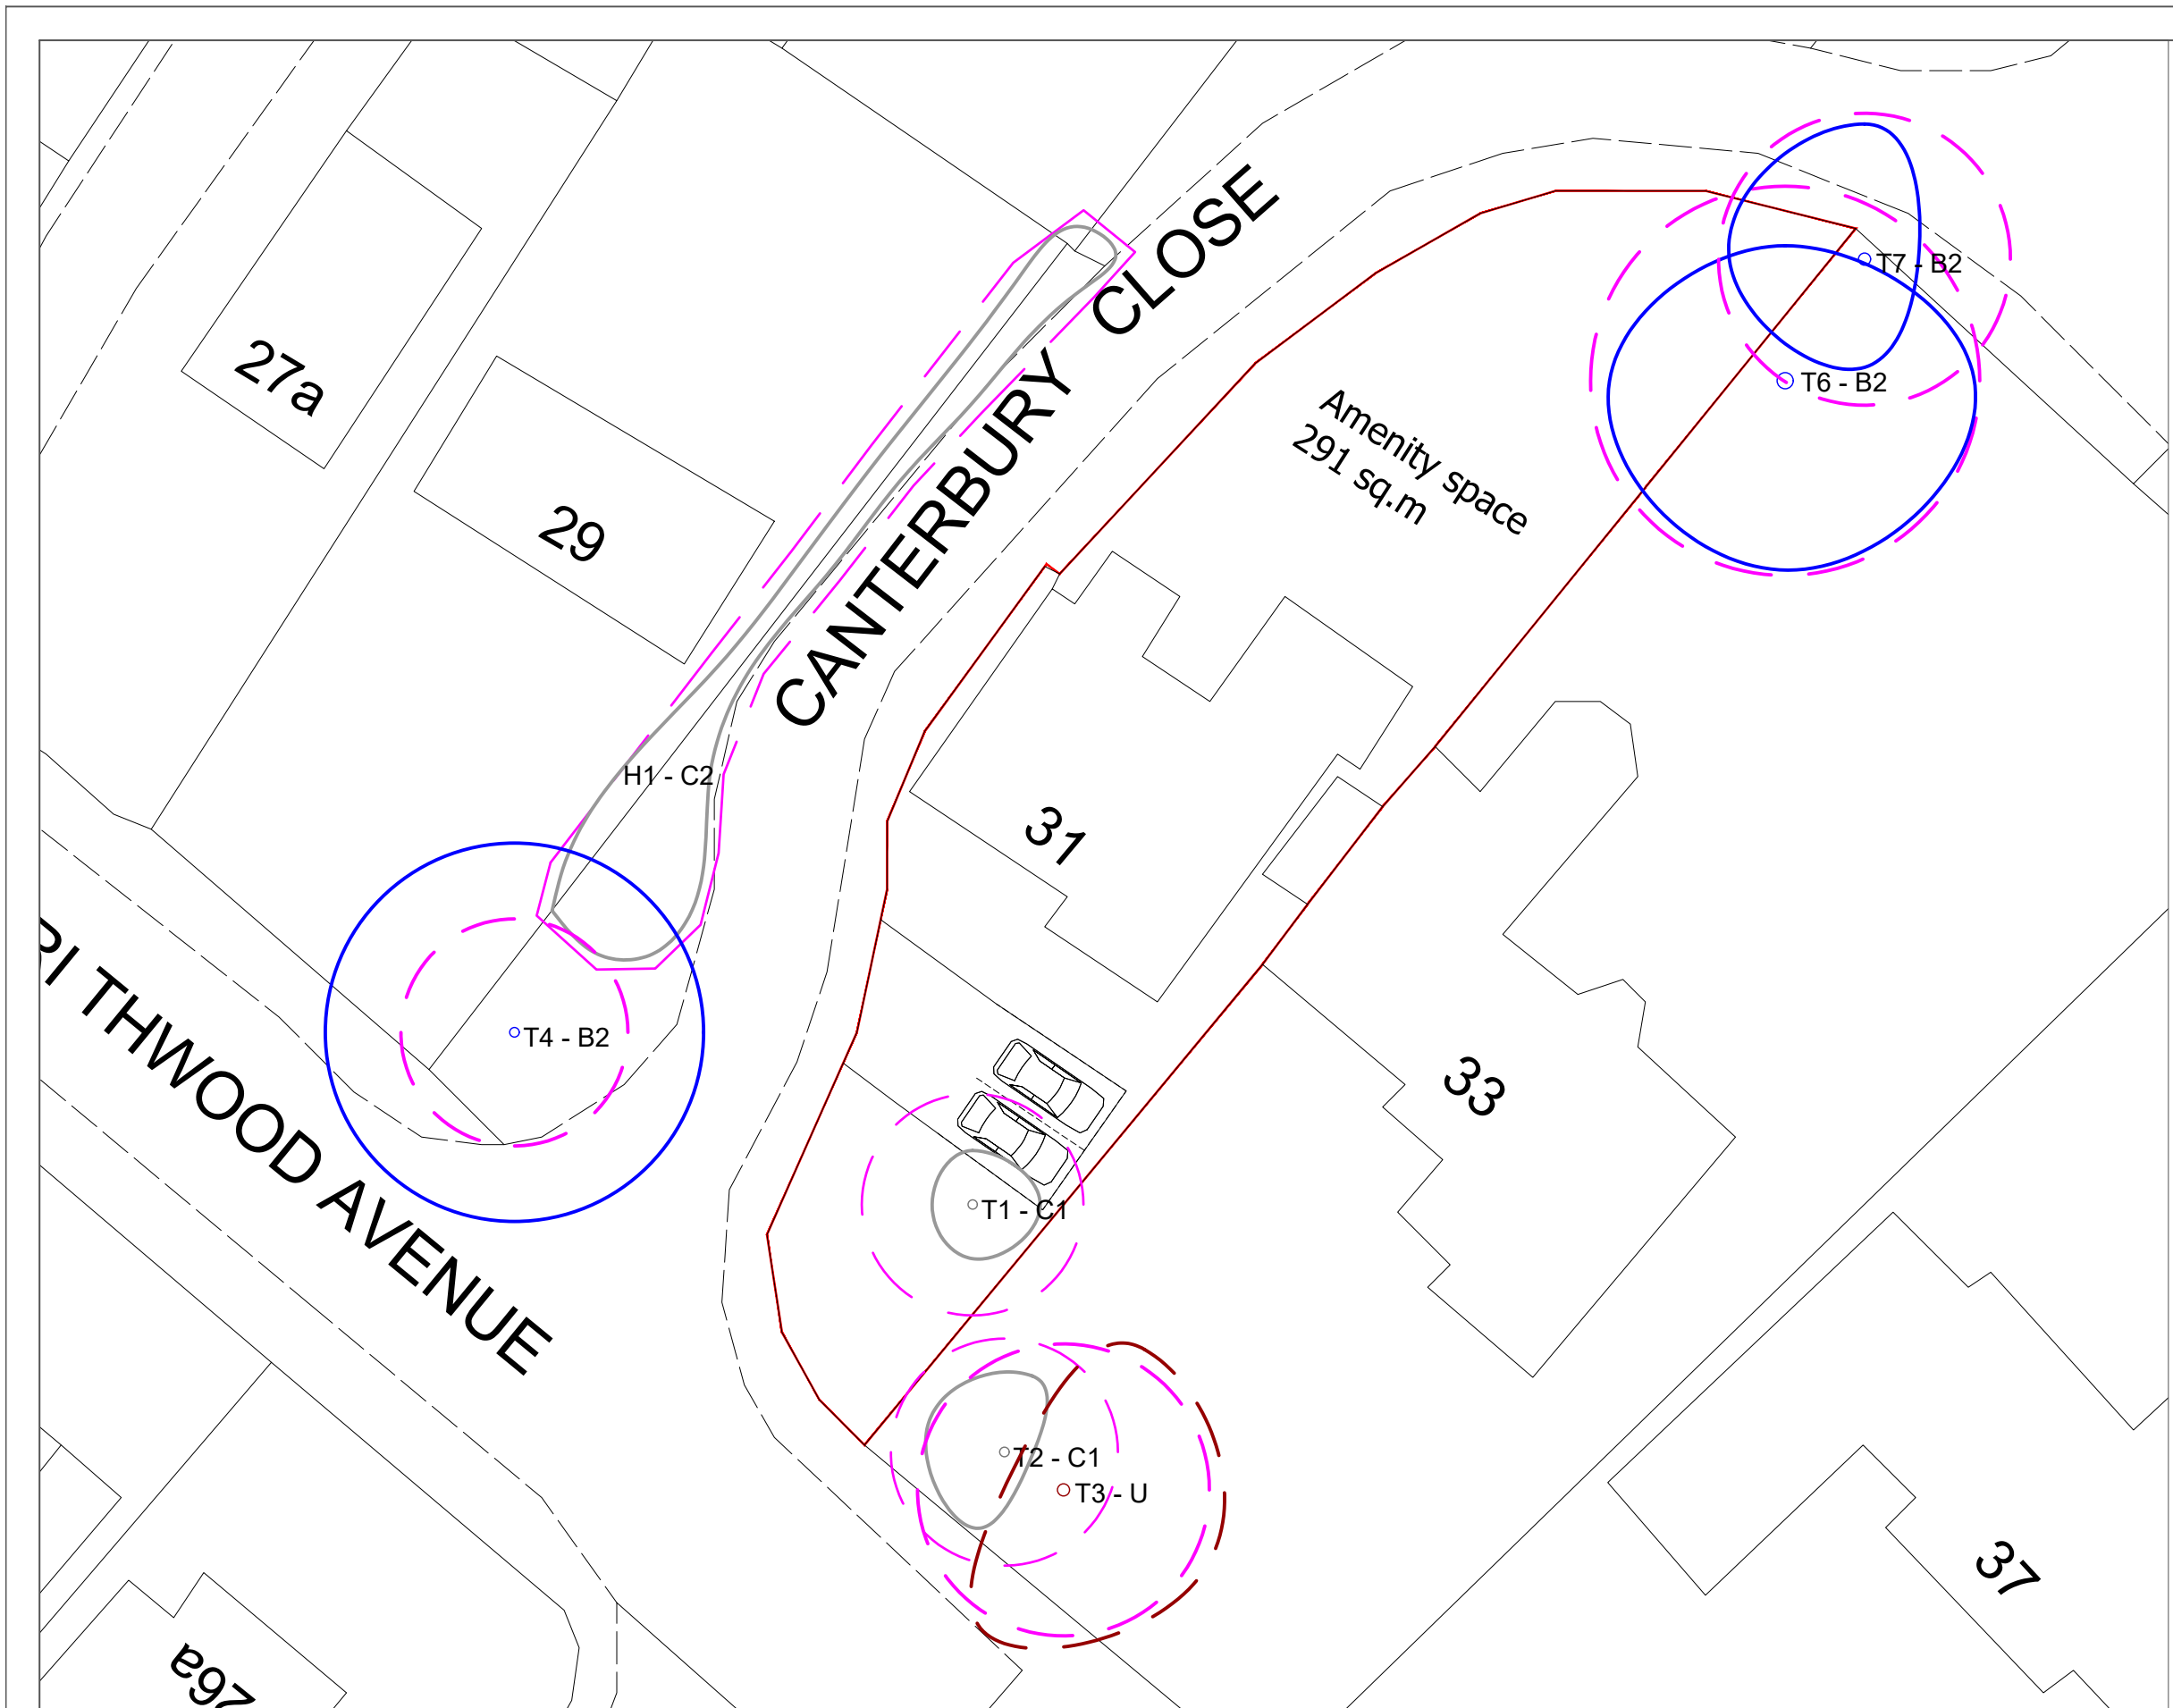 T7 - B2
T6 - B2
27a
29
CANTERBURY CLOSE
Amenity space
291 sq.m
H1 - C2
31
T4 - B2
33
THWOOD AVENUE
T1 - C1
T2 - C1
T3 - U
37
26a